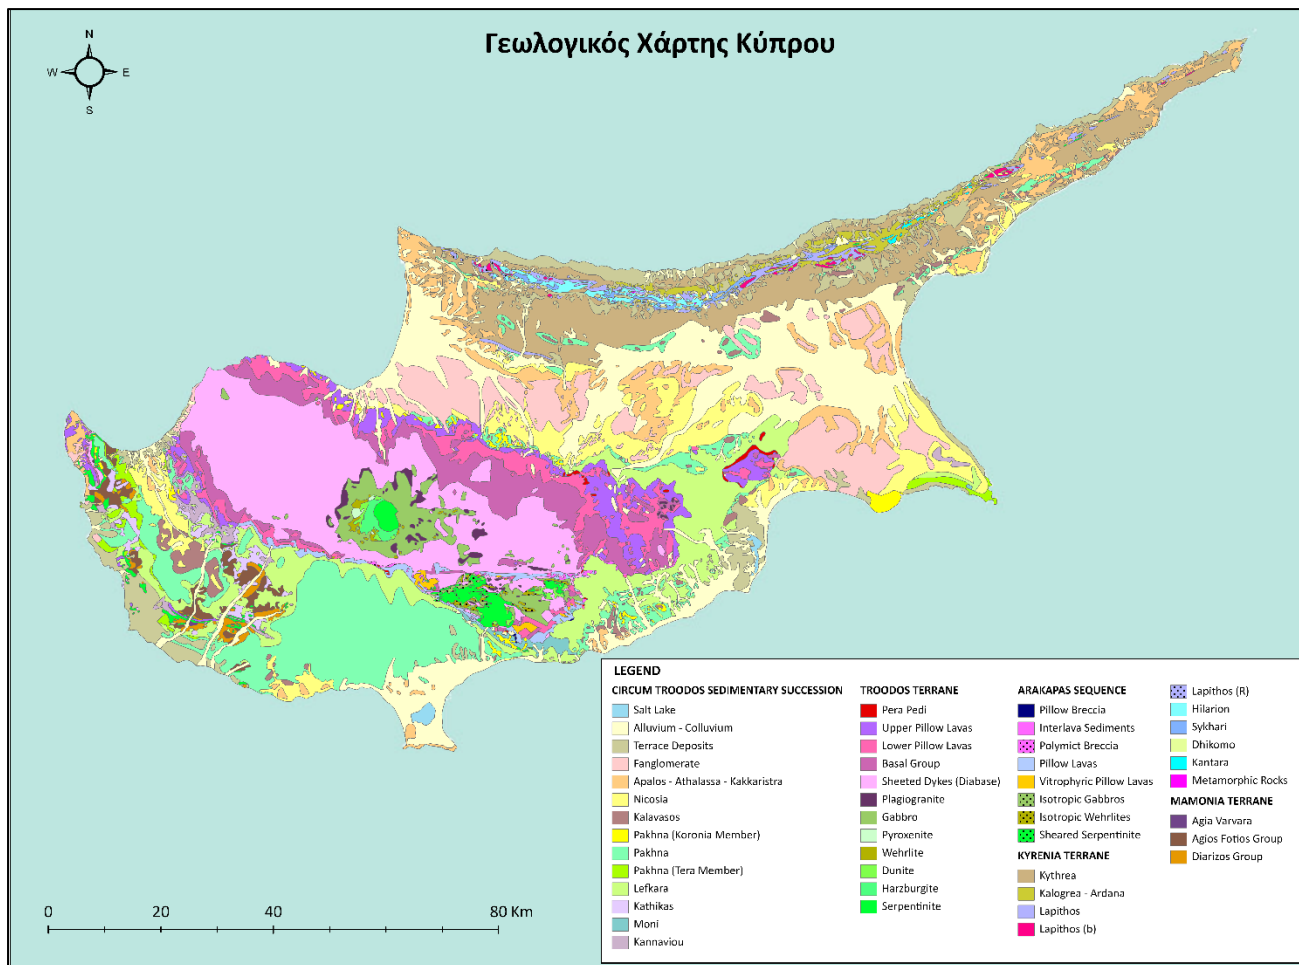 Γεωλογικός Χάρτης Κύπρου
N
W
E
S
LEGEND
CIRCUM TROODOS SEDIMENTARY SUCCESSION
Salt Lake
Alluvium - Colluvium
Terrace Deposits
Fanglomerate
Apalos - Athalassa - Kakkaristra
Nicosia
Kalavasos
Pakhna (Koronia Member)
Pakhna
Pakhna (Tera Member)
Lefkara
Kathikas
Moni
Kannaviou
TROODOS TERRANE
Pera Pedi
Upper Pillow Lavas
Lower Pillow Lavas
Basal Group
Sheeted Dykes (Diabase)
Plagiogranite
Gabbro
Pyroxenite
Wehrlite
Dunite
Harzburgite
Serpentinite
ARAKAPAS SEQUENCE
Pillow Breccia
Interlava Sediments
Polymict Breccia
Pillow Lavas
Vitrophyric Pillow Lavas
Isotropic Gabbros
Isotropic Wehrlites
Sheared Serpentinite
KYRENIA TERRANE
Kythrea
Kalogrea - Ardana
Lapithos
Lapithos (b)
Lapithos (R)
Hilarion
Sykhari
Dhikomo
Kantara
Metamorphic Rocks
MAMONIA TERRANE
Agia Varvara
Agios Fotios Group
Diarizos Group
0 20 40 80 Km